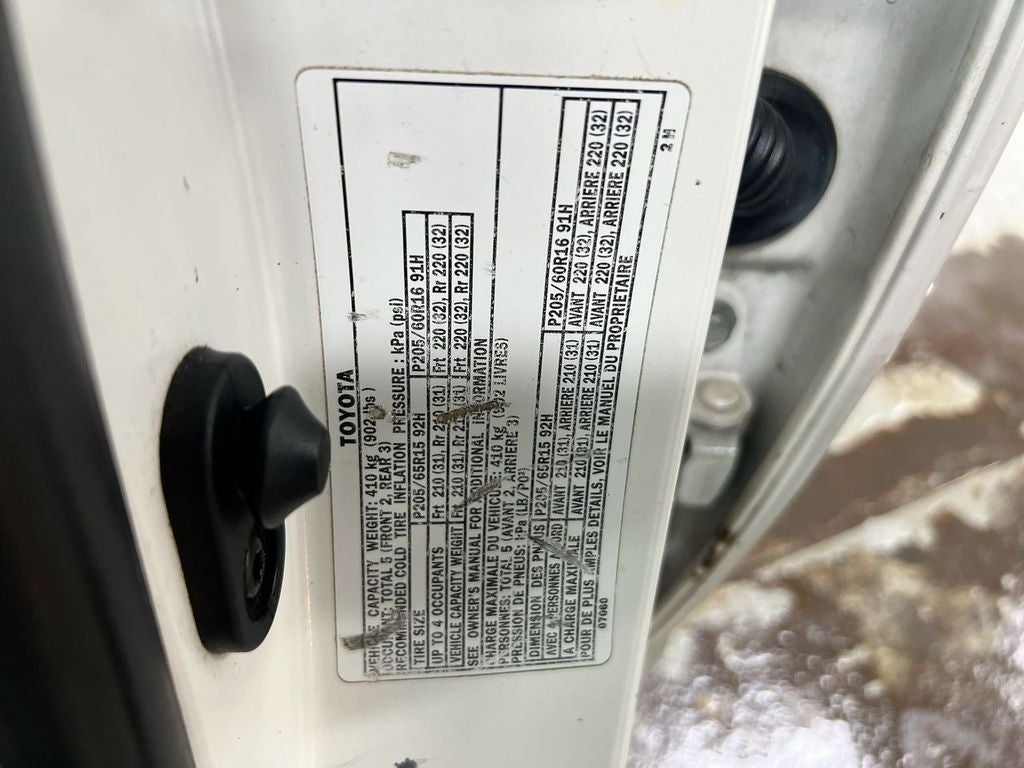 TOYOTA
VEHICLE CAPACITY WEIGHT: 410 kg (902 lbs )
OCCUPANT: TOTAL 5 (FRONT 2, REAR 3)
RECOMMENDED COLD TIRE INFLATION PRESSURE : kPa (psi)
TIRE SIZE P205/65R15 92H P205/60R16 91H
UP TO 4 OCCUPANTS Frt 210 (31), Rr 210 (31) Frt 220 (32), Rr 220 (32)
VEHICLE CAPACITY WEIGHT Frt 210 (31), Rr 210 (31) Frt 220 (32), Rr 220 (32)
SEE OWNER'S MANUAL FOR ADDITIONAL INFORMATION
CHARGE MAXIMALE DU VEHICULE: 410 kg (902 LIVRES)
PERSONNES: TOTAL 5 (AVANT 2, ARRIERE 3)
PRESSION DE PNEUS: kPa (LB/PO²)
DIMENSION DES PNEUS P205/65R15 92H P205/60R16 91H
AVEC 4 PERSONNES BORD AVANT 210 (31), ARRIERE 210 (31) AVANT 220 (32), ARRIERE 220 (32)
A CHARGE MAXIMALE AVANT 210 (31), ARRIERE 210 (31) AVANT 220 (32), ARRIERE 220 (32)
POUR DE PLUS AMPLES DETAILS, VOIR LE MANUEL DU PROPRIETAIRE
07060 2M